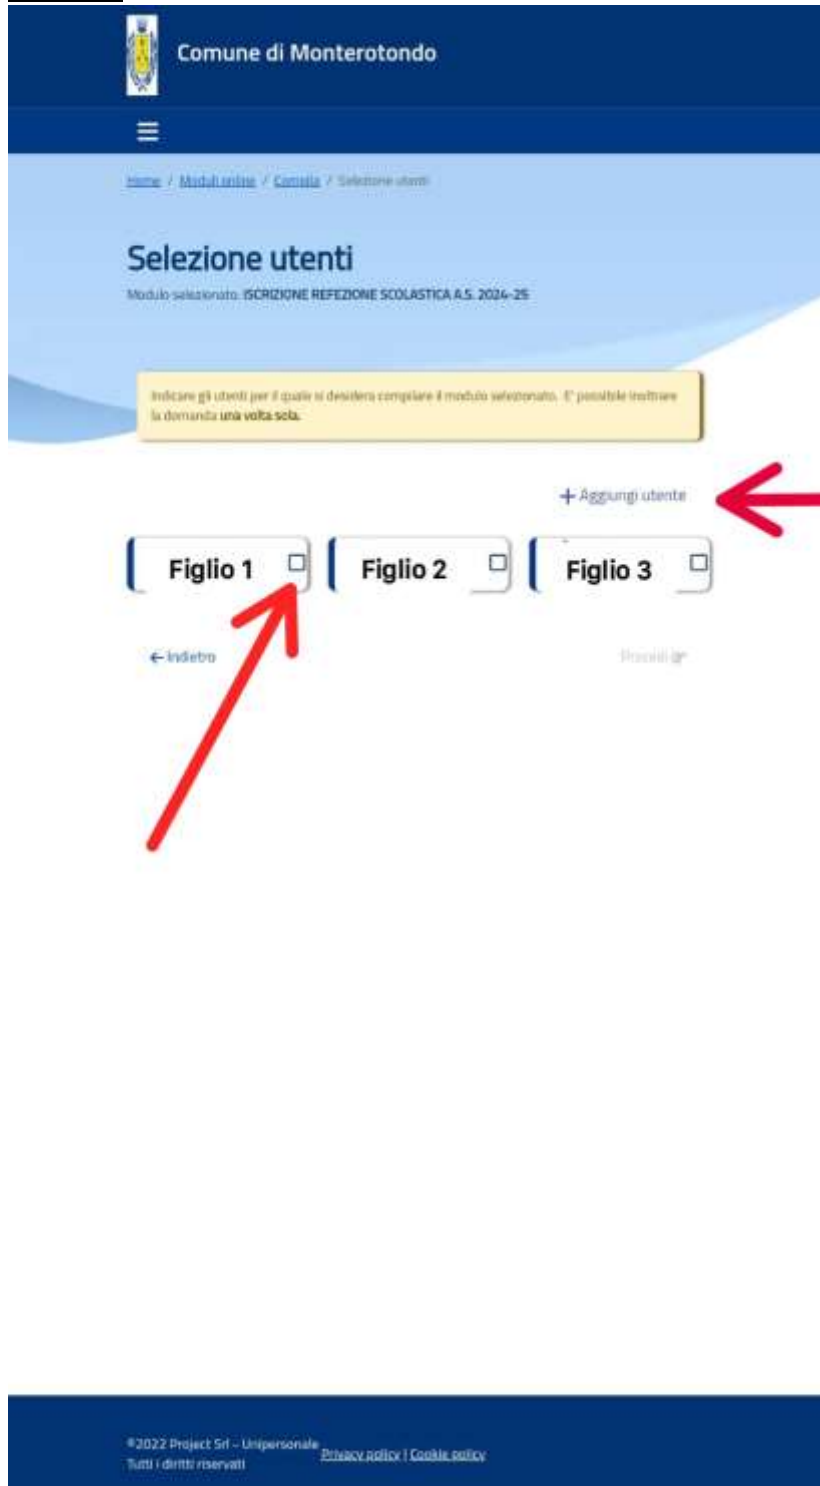 Comune di Monterotondo
Home / Moduli online / Compila / Selezione utenti
Selezione utenti
Modulo selezionato: ISCRIZIONE REFEZIONE SCOLASTICA A.S. 2024-25
Indicare gli utenti per il quale si desidera compilare il modulo selezionato. E' possibile inoltrare
la domanda una volta sola.
+ Aggiungi utente
Figlio 1 Figlio 2 Figlio 3
← Indietro Procedi
©2022 Project Srl - Unipersonale
Tutti i diritti riservati
Privacy policy | Cookie policy